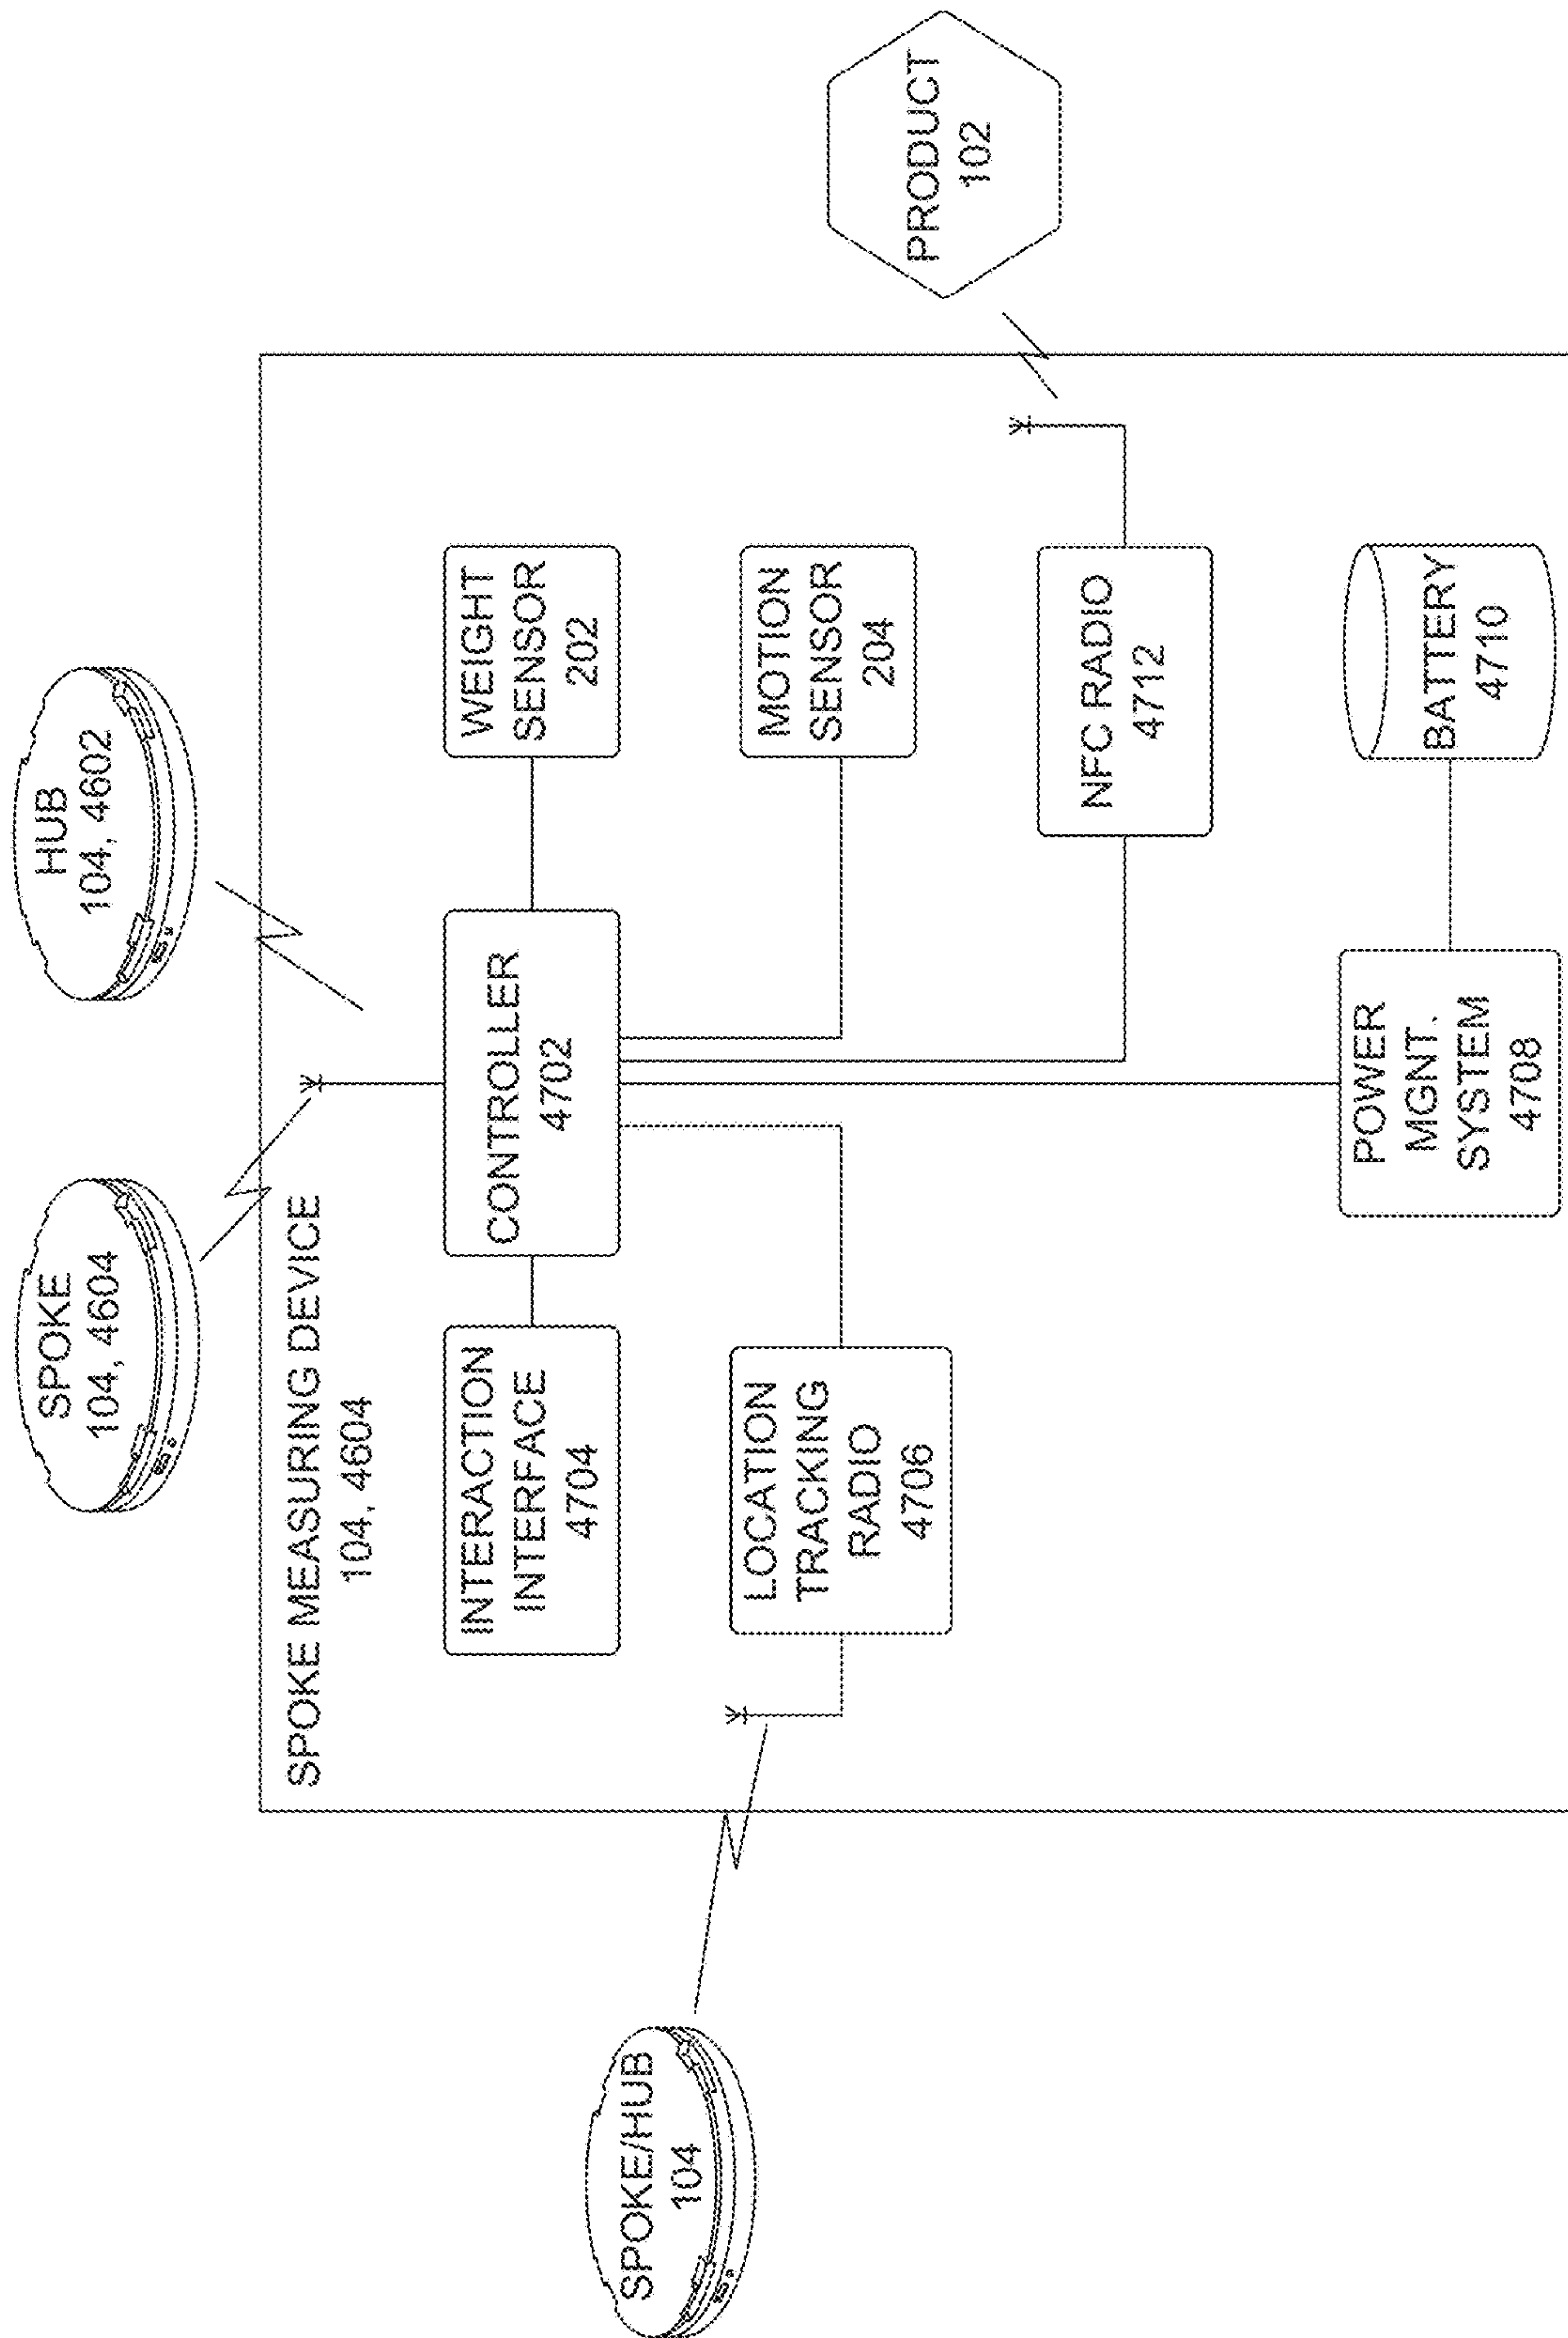 SPOKE
104, 4604
HUB
104, 4602
SPOKE MEASURING DEVICE
104, 4604
INTERACTION
INTERFACE
4704
CONTROLLER
4702
WEIGHT
SENSOR
202
SPOKE/HUB
104
LOCATION
TRACKING
RADIO
4706
MOTION
SENSOR
204
PRODUCT
102
NFC RADIO
4712
POWER
MGNT.
SYSTEM
4708
BATTERY
4710